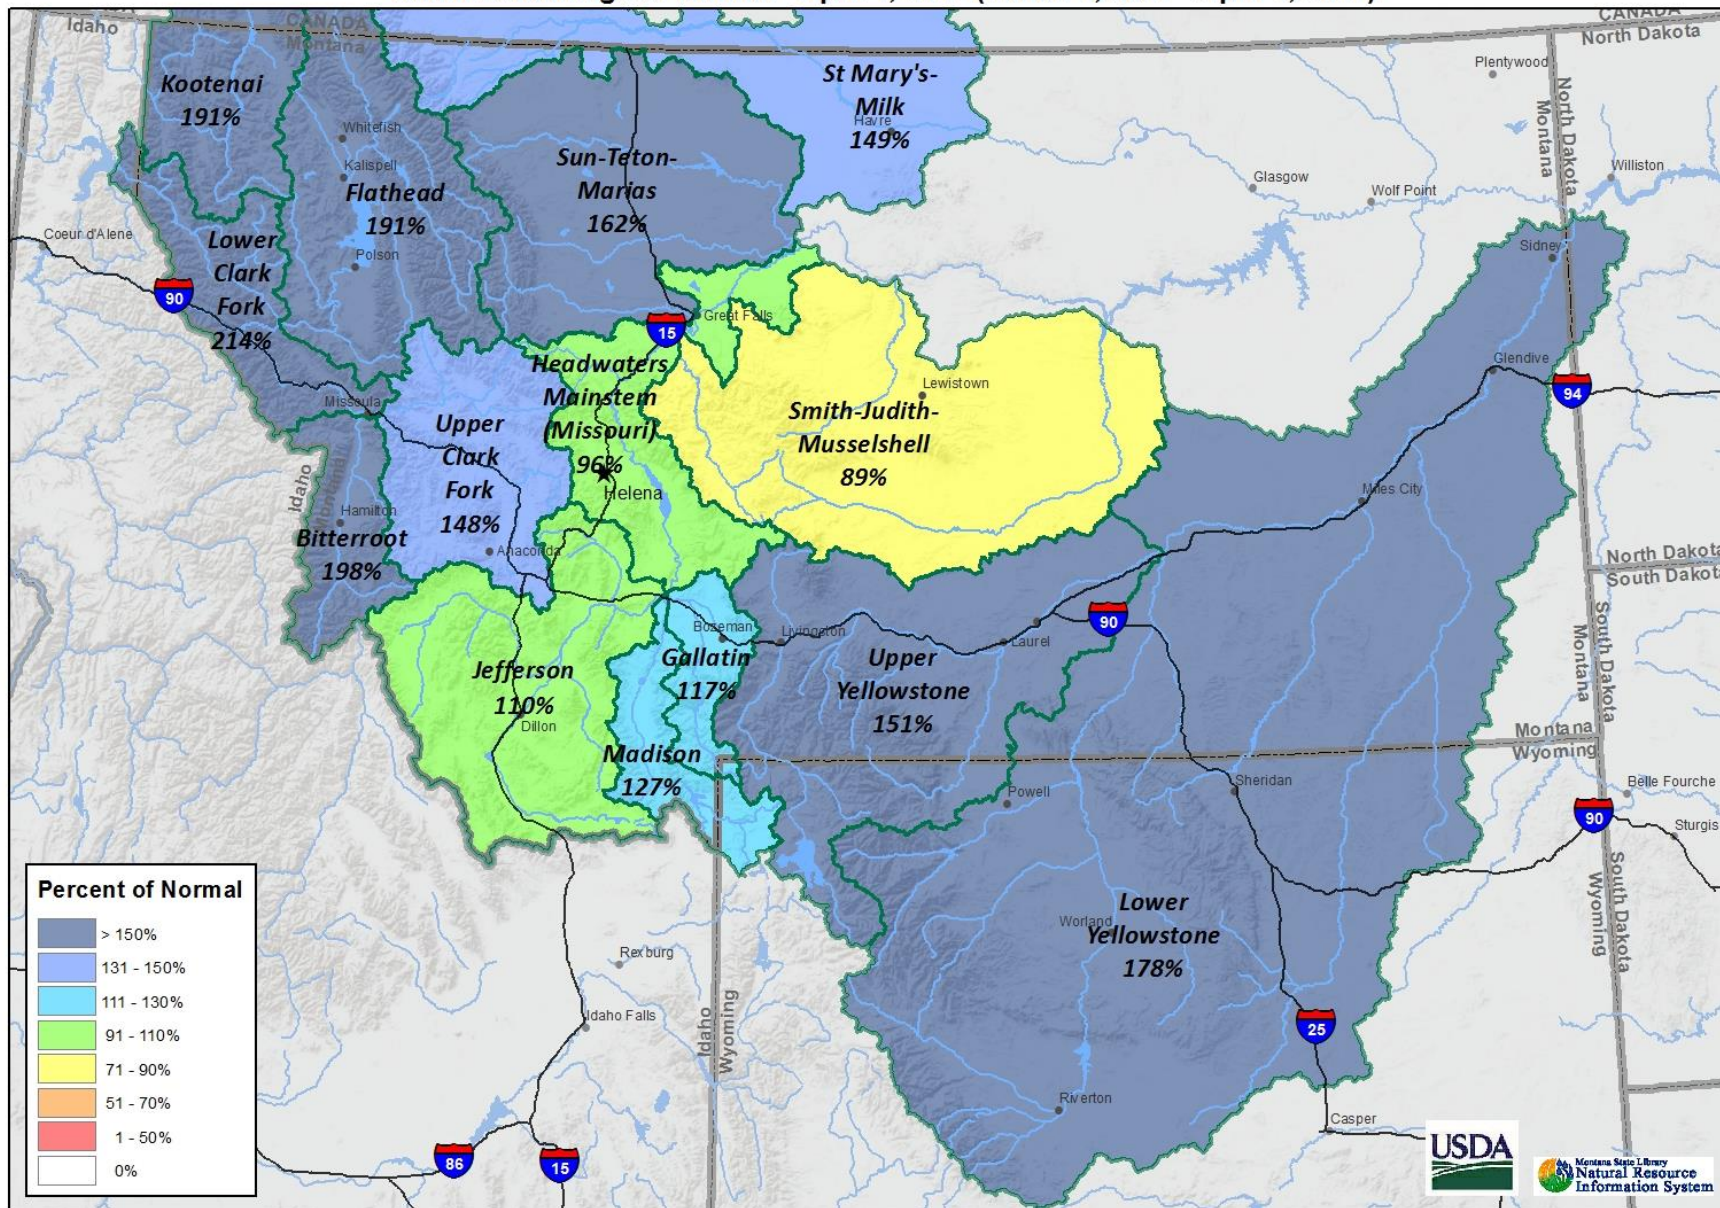 CANADA
Montana
Idaho
CANADA
North Dakota
Kootenai
191%
Whitefish
Kalispell
Flathead
191%
Polson
Sun-Teton-
Marias
162%
St Mary's-
Milk
Havre
149%
Plentywood
North Dakota
Montana
Williston
Glasgow
Wolf Point
Sidney
Coeur d'Alene
Lower
Clark
Fork
214%
90
15
Great Falls
Headwaters
Mainstem
(Missouri)
96%
Helena
Lewistown
Smith-Judith-
Musselshell
89%
Glendive
94
Missoula
Upper
Clark
Fork
148%
Anaconda
Idaho
Montana
Hamilton
Bitterroot
198%
Miles City
North Dakota
South Dakota
Jefferson
110%
Dillon
Bozeman
Gallatin
117%
Madison
127%
Livingston
Laurel
90
Upper
Yellowstone
151%
South Dakota
Montana
Montana
Wyoming
Powell
Sheridan
Belle Fourche
90
Sturgis
Lower
Worland
Yellowstone
178%
South Dakota
Wyoming
Rexburg
Idaho Falls
Idaho
Wyoming
25
Riverton
Casper
86
15
Percent of Normal
> 150%
131 - 150%
111 - 130%
91 - 110%
71 - 90%
51 - 70%
1 - 50%
0%
USDA
Montana State Library
Natural Resource
Information System